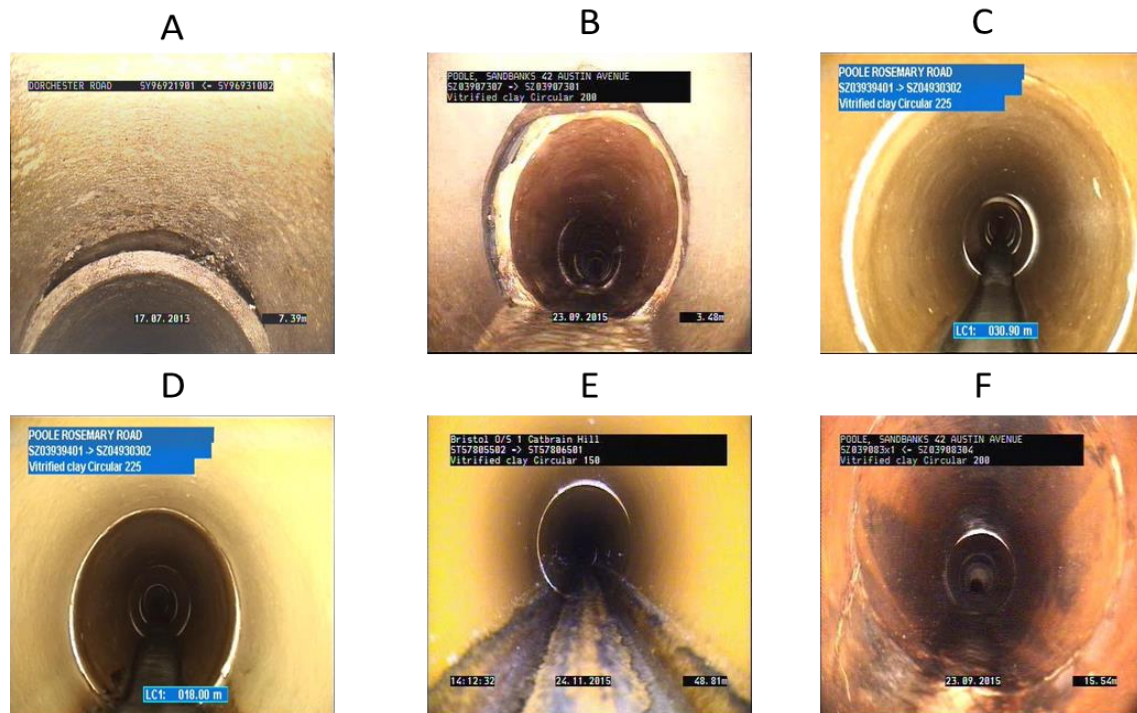 A
B
C
DORCHESTER ROAD SY96921901 <- SY96931002
17.07.2013
7.39m
POOLE, SANDBANKS 42 AUSTIN AVENUE
SZ03907307 -> SZ03907301
Vitrified clay Circular 200
23.09.2015
3.48m
POOLE ROSEMARY ROAD
SZ03939401 -> SZ04930302
Vitrified clay Circular 225
LC1: 030.90 m
D
E
F
POOLE ROSEMARY ROAD
SZ03939401 -> SZ04930302
Vitrified clay Circular 225
LC1: 018.00 m
Bristol O/S 1 Catbrain Hill
ST57805502 -> ST57806501
Vitrified clay Circular 150
14:12:32
24.11.2015
48.81m
POOLE, SANDBANKS 42 AUSTIN AVENUE
SZ039083x1 <- SZ03908304
Vitrified clay Circular 200
23.09.2015
15.54m